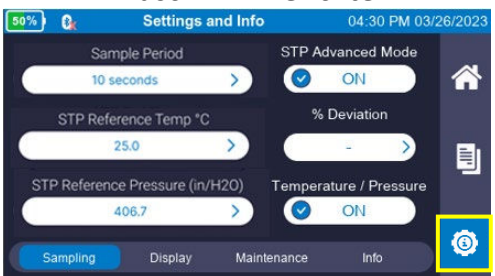 50% Settings and Info 04:30 PM 03/26/2023
Sample Period
10 seconds
STP Advanced Mode
ON
STP Reference Temp °C
25.0
% Deviation
-
STP Reference Pressure (in/H2O)
406.7
Temperature / Pressure
ON
Sampling Display Maintenance Info